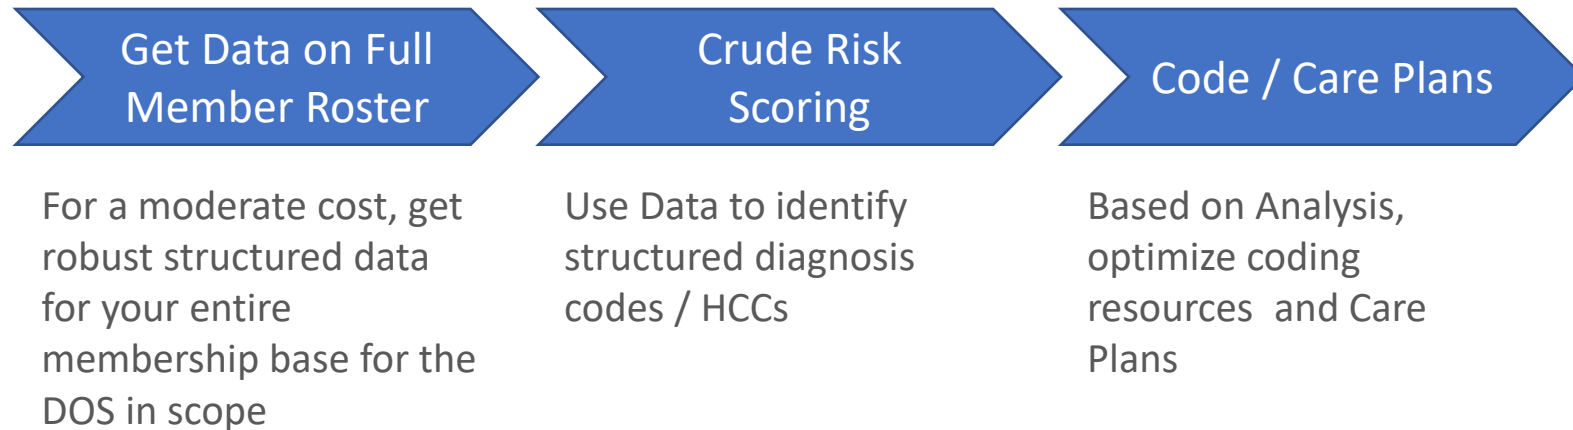 Get Data on Full
Member Roster
Crude Risk
Scoring
Code / Care Plans
For a moderate cost, get
robust structured data
for your entire
membership base for the
DOS in scope
Use Data to identify
structured diagnosis
codes / HCCs
Based on Analysis,
optimize coding
resources  and Care
Plans